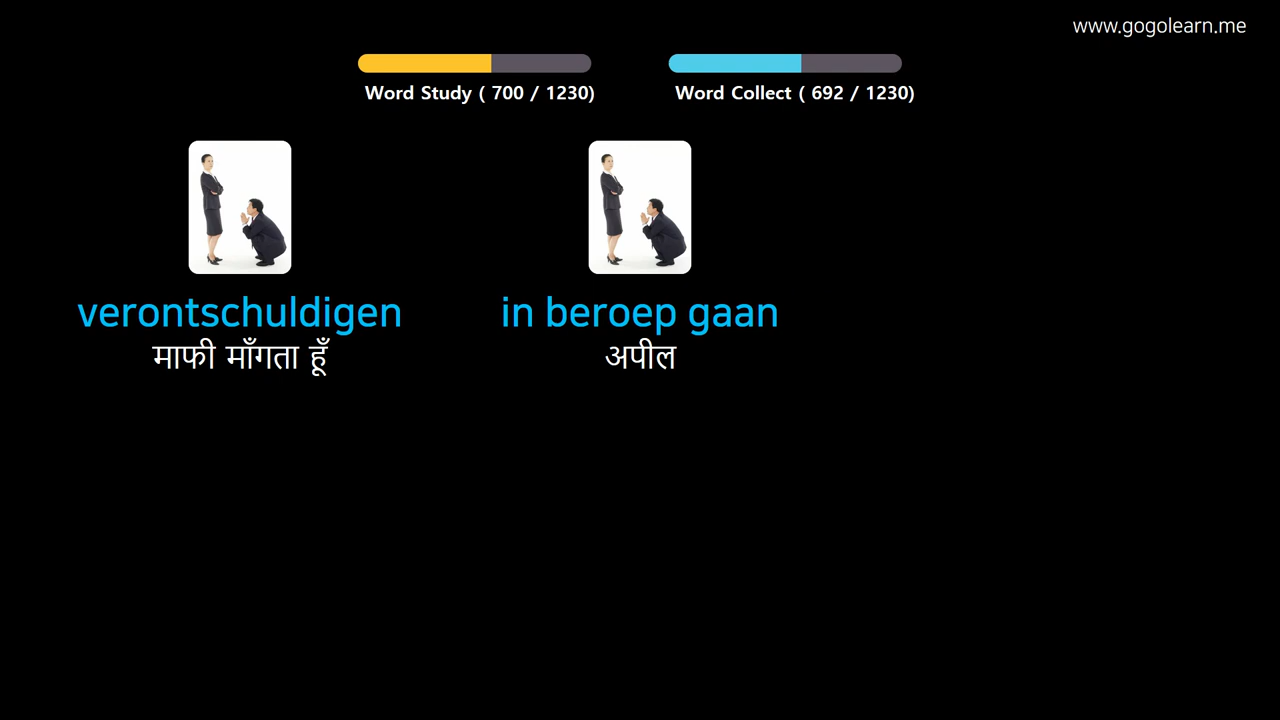 www.gogolearn.me
Word Study ( 700 / 1230)
Word Collect ( 692 / 1230)
verontschuldigen
माफी माँगता हूँ
in beroep gaan
अपील